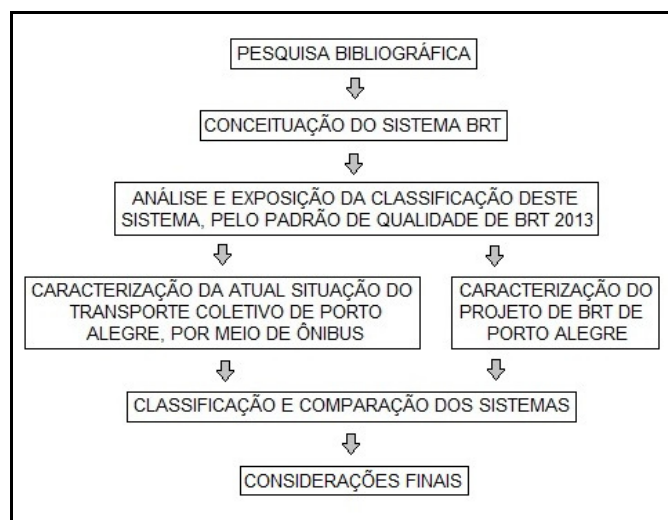 PESQUISA BIBLIOGRÁFICA
CONCEITUAÇÃO DO SISTEMA BRT
ANÁLISE E EXPOSIÇÃO DA CLASSIFICAÇÃO DESTE
SISTEMA, PELO PADRÃO DE QUALIDADE DE BRT 2013
CARACTERIZAÇÃO DA ATUAL SITUAÇÃO DO
TRANSPORTE COLETIVO DE PORTO
ALEGRE, POR MEIO DE ÔNIBUS
CARACTERIZAÇÃO DO
PROJETO DE BRT DE
PORTO ALEGRE
CLASSIFICAÇÃO E COMPARAÇÃO DOS SISTEMAS
CONSIDERAÇÕES FINAIS